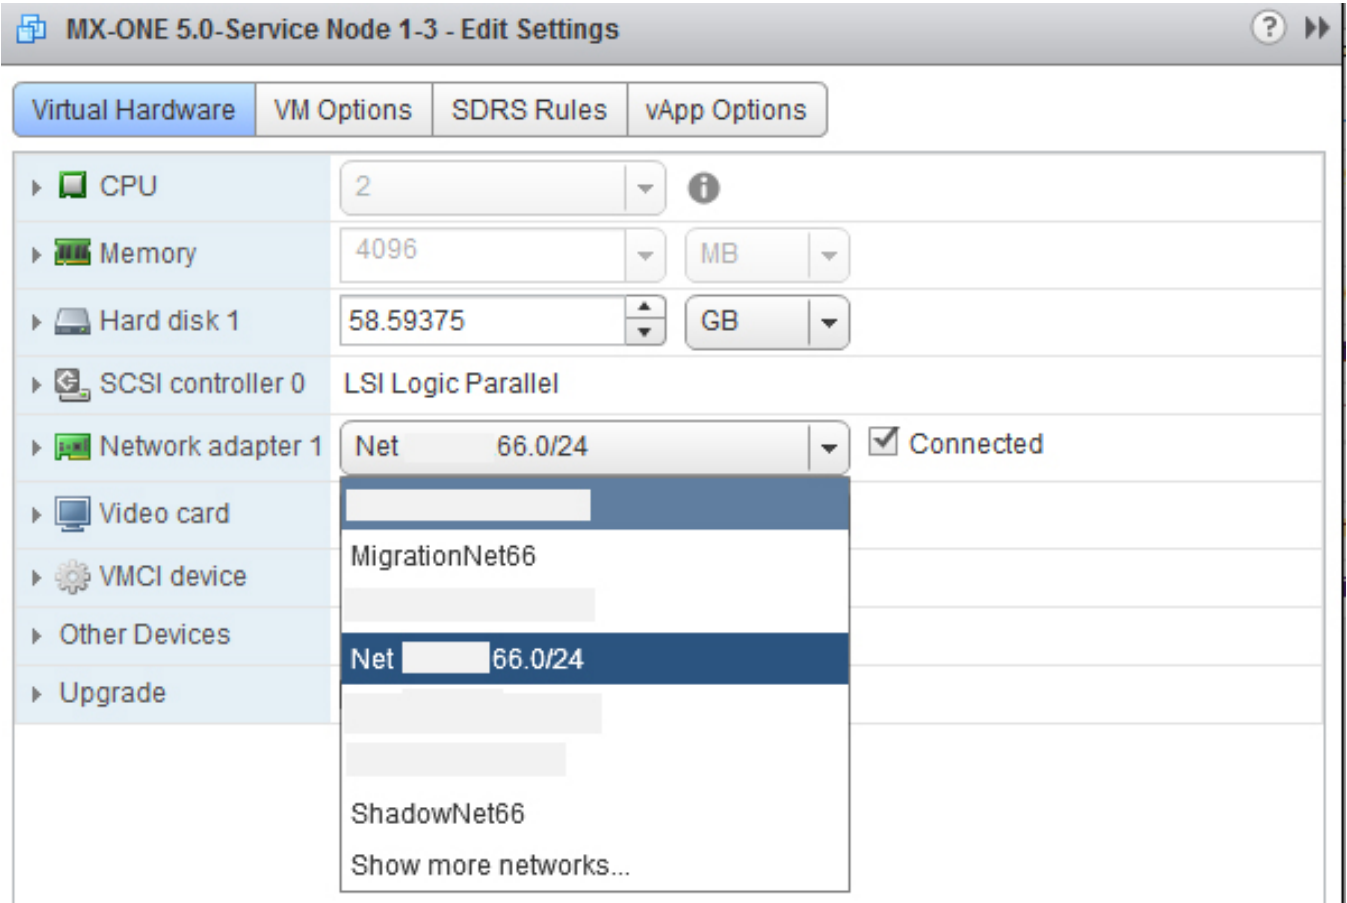 MX-ONE 5.0-Service Node 1-3 - Edit Settings ?
Virtual Hardware VM Options SDRS Rules vApp Options
CPU 2
Memory 4096 MB
Hard disk 1 58.59375 GB
SCSI controller 0 LSI Logic Parallel
Network adapter 1 Net 66.0/24 Connected
Video card
MigrationNet66
VMCI device
Other Devices
Net 66.0/24
Upgrade
ShadowNet66
Show more networks...